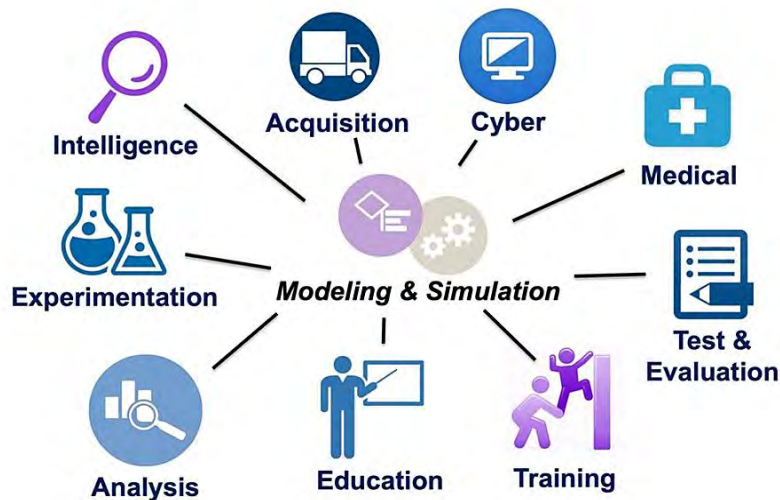 Acquisition
Cyber
Intelligence
Medical
Experimentation
Modeling & Simulation
Test &
Evaluation
Analysis
Education
Training